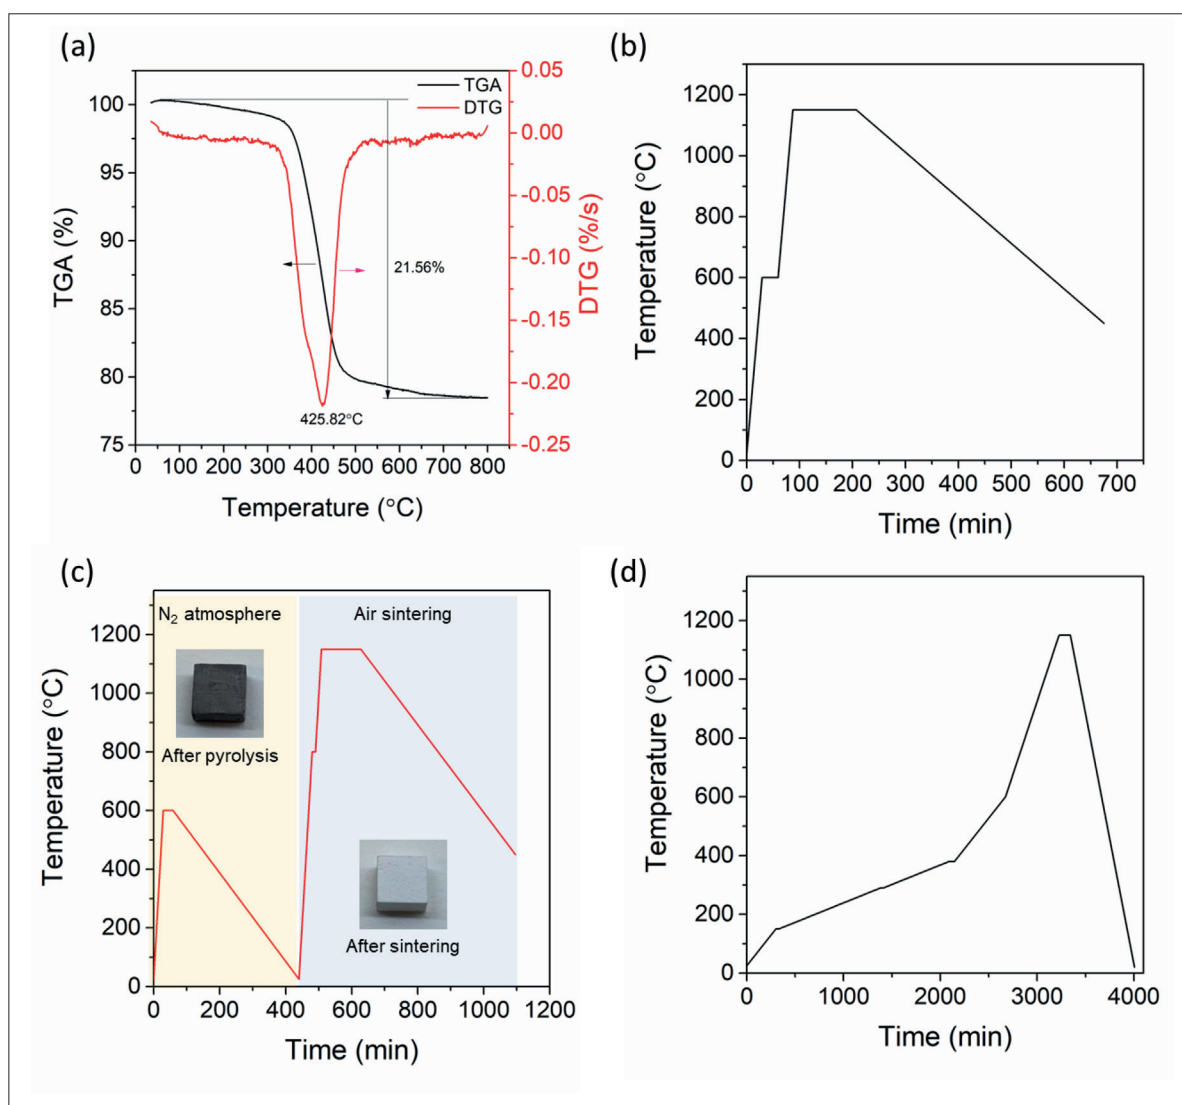 (a)
TGA
DTG
100
95
90
85
80
75
TGA (%)
0.05
0.00
-0.05
-0.10
-0.15
-0.20
-0.25
DTG (%/s)
21.56%
425.82°C
0 100 200 300 400 500 600 700 800
Temperature (°C)
(b)
1200
1000
800
600
400
200
0
Temperature (°C)
0 100 200 300 400 500 600 700
Time (min)
(c)
N₂ atmosphere
Air sintering
After pyrolysis
After sintering
1200
1000
800
600
400
200
0
Temperature (°C)
0 200 400 600 800 1000 1200
Time (min)
(d)
1200
1000
800
600
400
200
0
Temperature (°C)
0 1000 2000 3000 4000
Time (min)